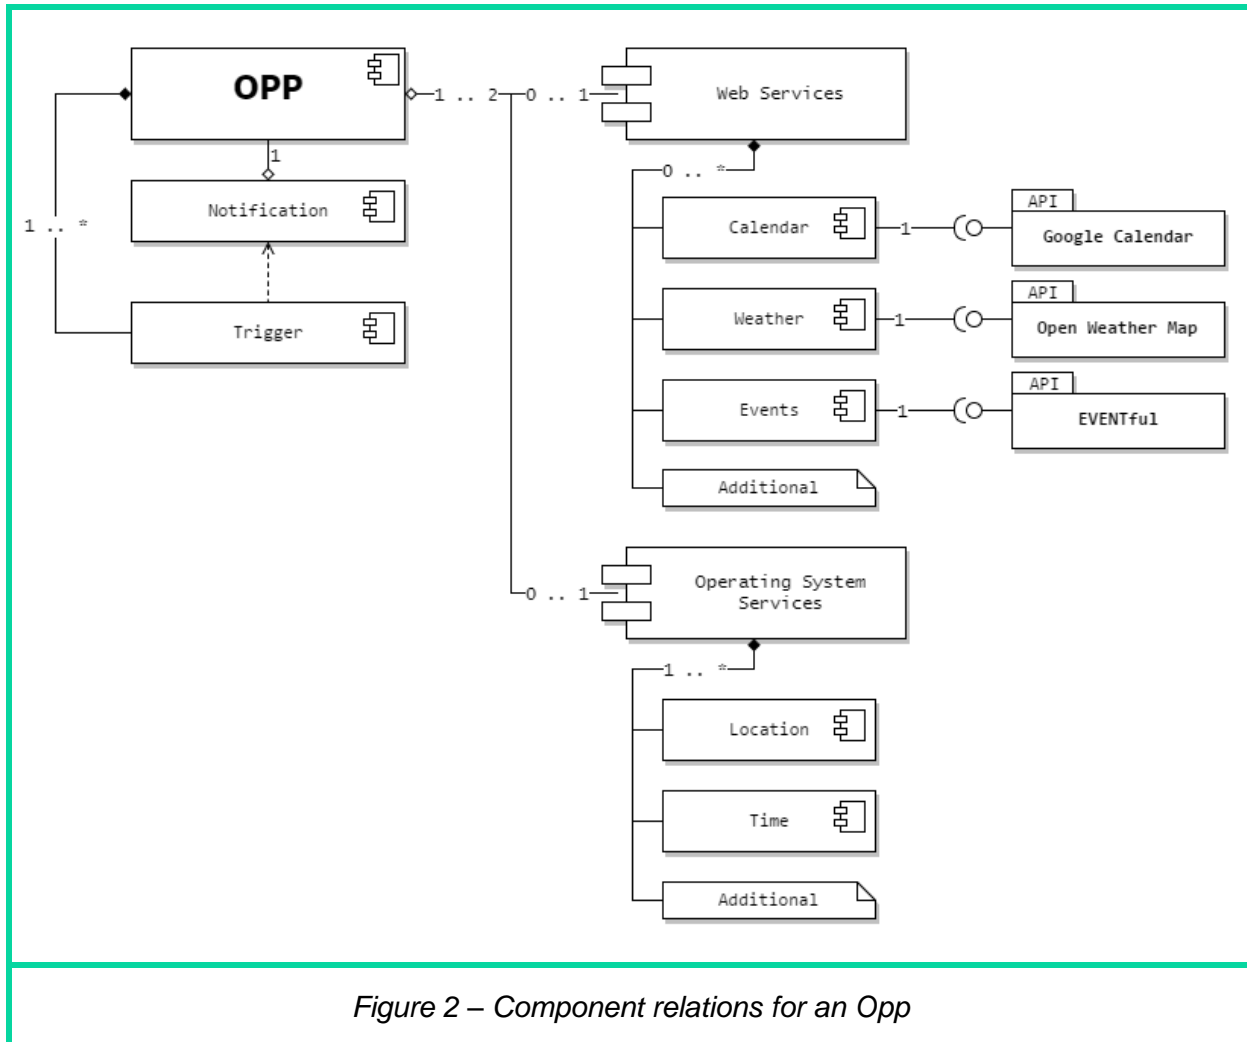 OPP
1 .. 2
0 .. 1
Web Services
1
0 .. *
Notification
1 .. *
Calendar
1
API
Google Calendar
Trigger
Weather
1
API
Open Weather Map
Events
1
API
EVENTful
Additional
0 .. 1
Operating System
Services
1 .. *
Location
Time
Additional
Figure 2 – Component relations for an Opp